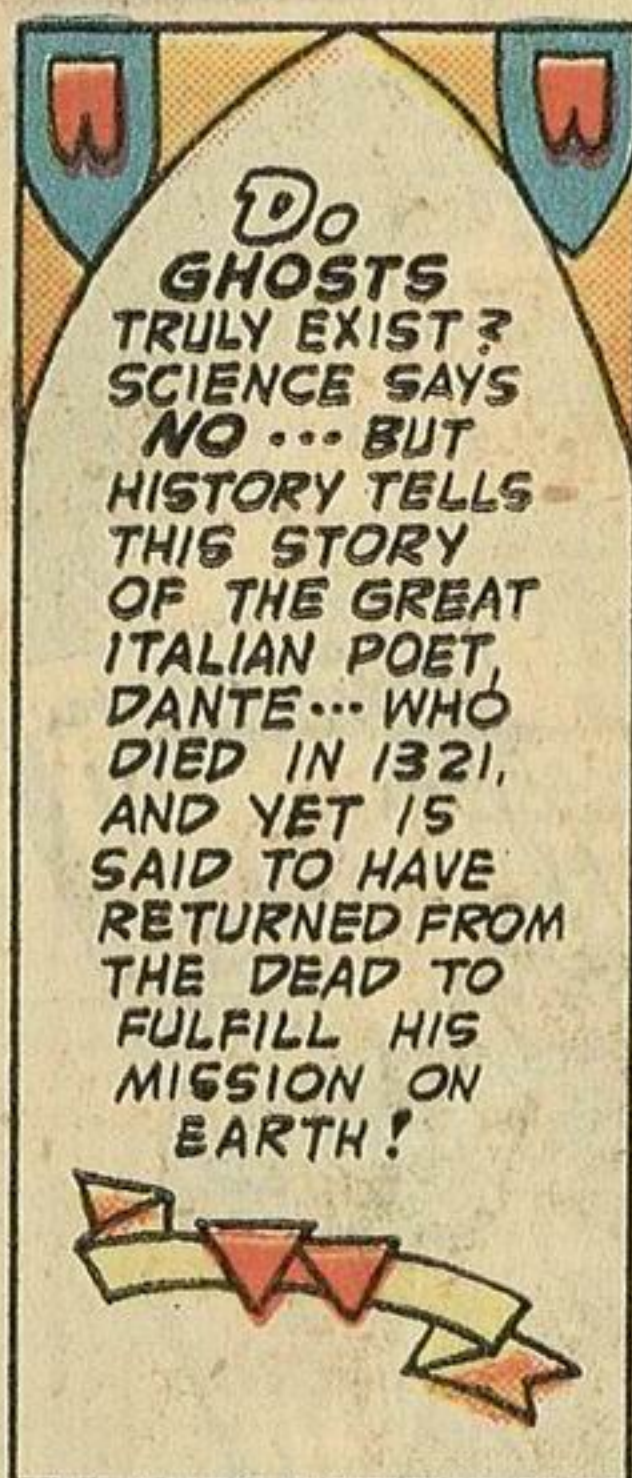 Do
GHOSTS
TRULY EXIST?
SCIENCE SAYS
NO... BUT
HISTORY TELLS
THIS STORY
OF THE GREAT
ITALIAN POET,
DANTE... WHO
DIED IN 1321,
AND YET IS
SAID TO HAVE
RETURNED FROM
THE DEAD TO
FULFILL HIS
MISSION ON
EARTH!